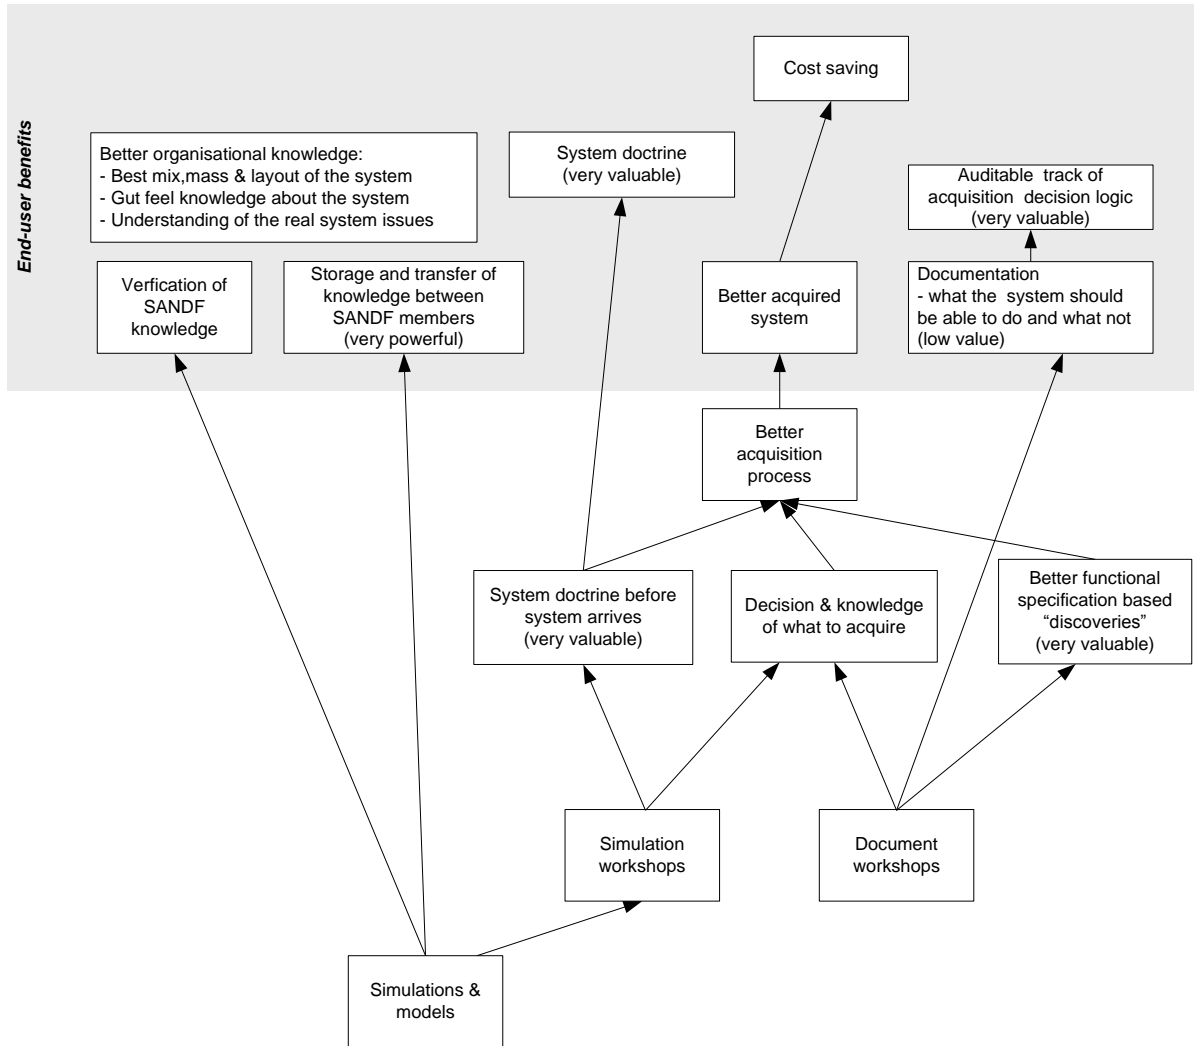 Cost saving
End-user benefits
Better organisational knowledge:
- Best mix,mass & layout of the system
- Gut feel knowledge about the system
- Understanding of the real system issues
System doctrine
(very valuable)
Auditable track of
acquisition decision logic
(very valuable)
Verfication of
SANDF
knowledge
Storage and transfer of
knowledge between
SANDF members
(very powerful)
Better acquired
system
Documentation
- what the system should
be able to do and what not
(low value)
Better
acquisition
process
System doctrine before
system arrives
(very valuable)
Decision & knowledge
of what to acquire
Better functional
specification based
“discoveries”
(very valuable)
Simulation
workshops
Document
workshops
Simulations &
models